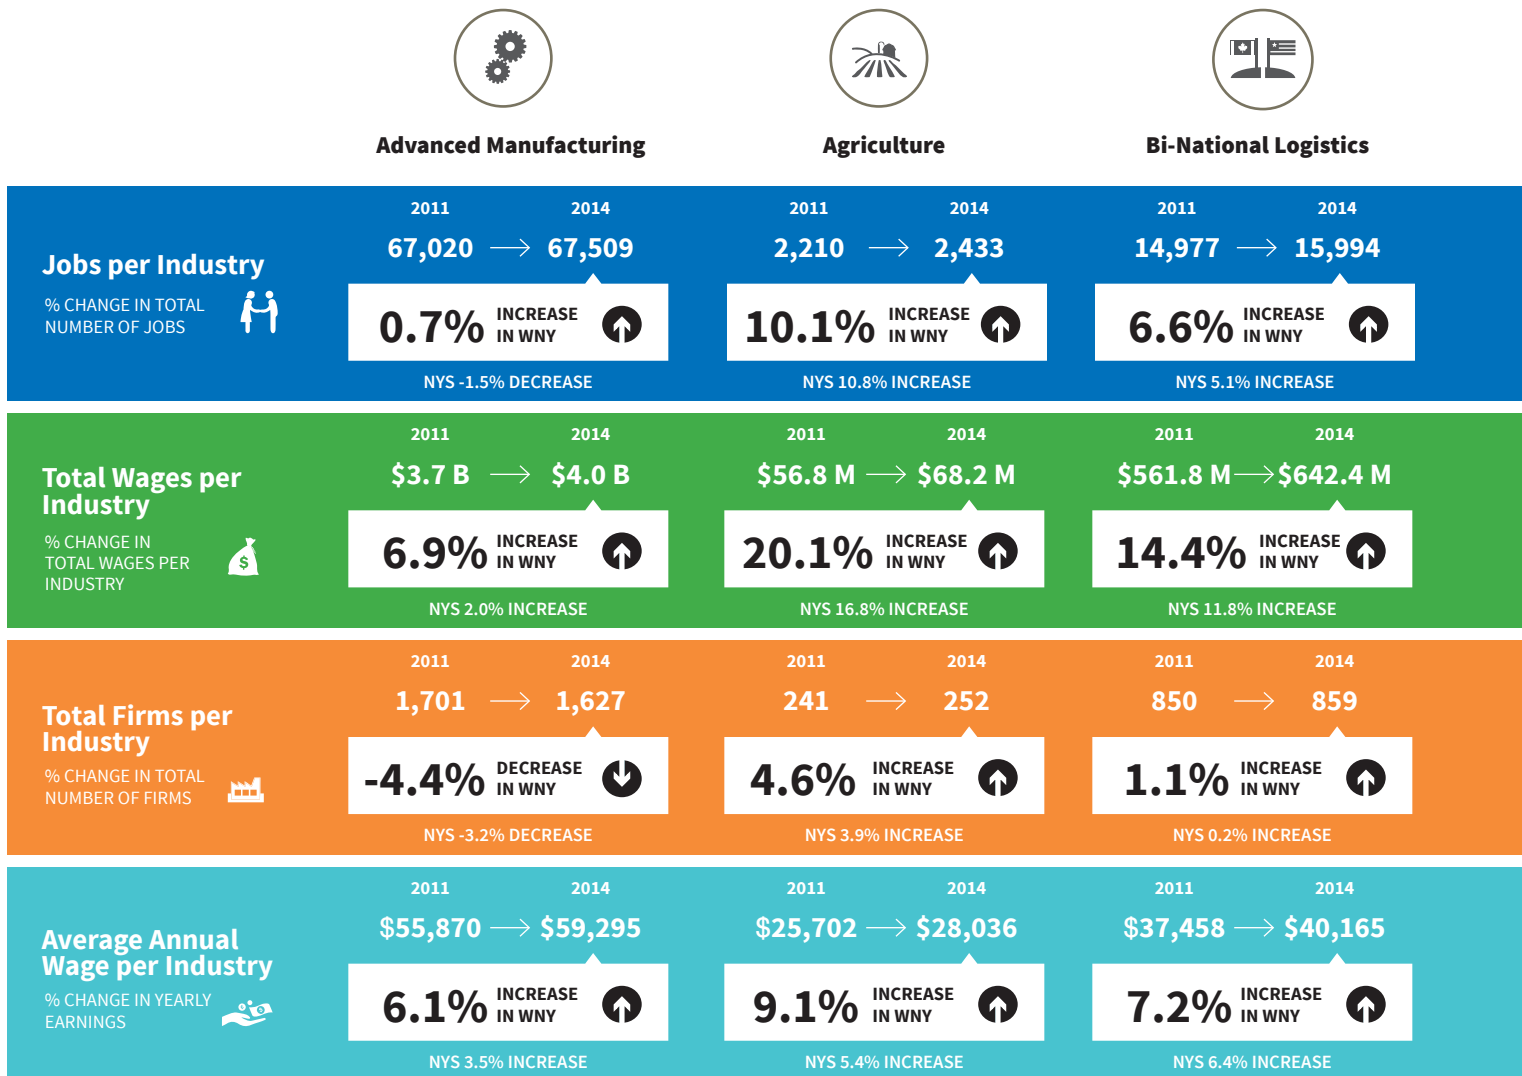 Advanced Manufacturing
Agriculture
Bi-National Logistics
Jobs per Industry
% CHANGE IN TOTAL
NUMBER OF JOBS
2011 2014
67,020 → 67,509
0.7% INCREASE
IN WNY
NYS -1.5% DECREASE
2011 2014
2,210 → 2,433
10.1% INCREASE
IN WNY
NYS 10.8% INCREASE
2011 2014
14,977 → 15,994
6.6% INCREASE
IN WNY
NYS 5.1% INCREASE
Total Wages per
Industry
% CHANGE IN
TOTAL WAGES PER
INDUSTRY
$
2011 2014
$3.7 B → $4.0 B
6.9% INCREASE
IN WNY
NYS 2.0% INCREASE
2011 2014
$56.8 M → $68.2 M
20.1% INCREASE
IN WNY
NYS 16.8% INCREASE
2011 2014
$561.8 M → $642.4 M
14.4% INCREASE
IN WNY
NYS 11.8% INCREASE
Total Firms per
Industry
% CHANGE IN TOTAL
NUMBER OF FIRMS
2011 2014
1,701 → 1,627
-4.4% DECREASE
IN WNY
NYS -3.2% DECREASE
2011 2014
241 → 252
4.6% INCREASE
IN WNY
NYS 3.9% INCREASE
2011 2014
850 → 859
1.1% INCREASE
IN WNY
NYS 0.2% INCREASE
Average Annual
Wage per Industry
% CHANGE IN YEARLY
EARNINGS
2011 2014
$55,870 → $59,295
6.1% INCREASE
IN WNY
NYS 3.5% INCREASE
2011 2014
$25,702 → $28,036
9.1% INCREASE
IN WNY
NYS 5.4% INCREASE
2011 2014
$37,458 → $40,165
7.2% INCREASE
IN WNY
NYS 6.4% INCREASE